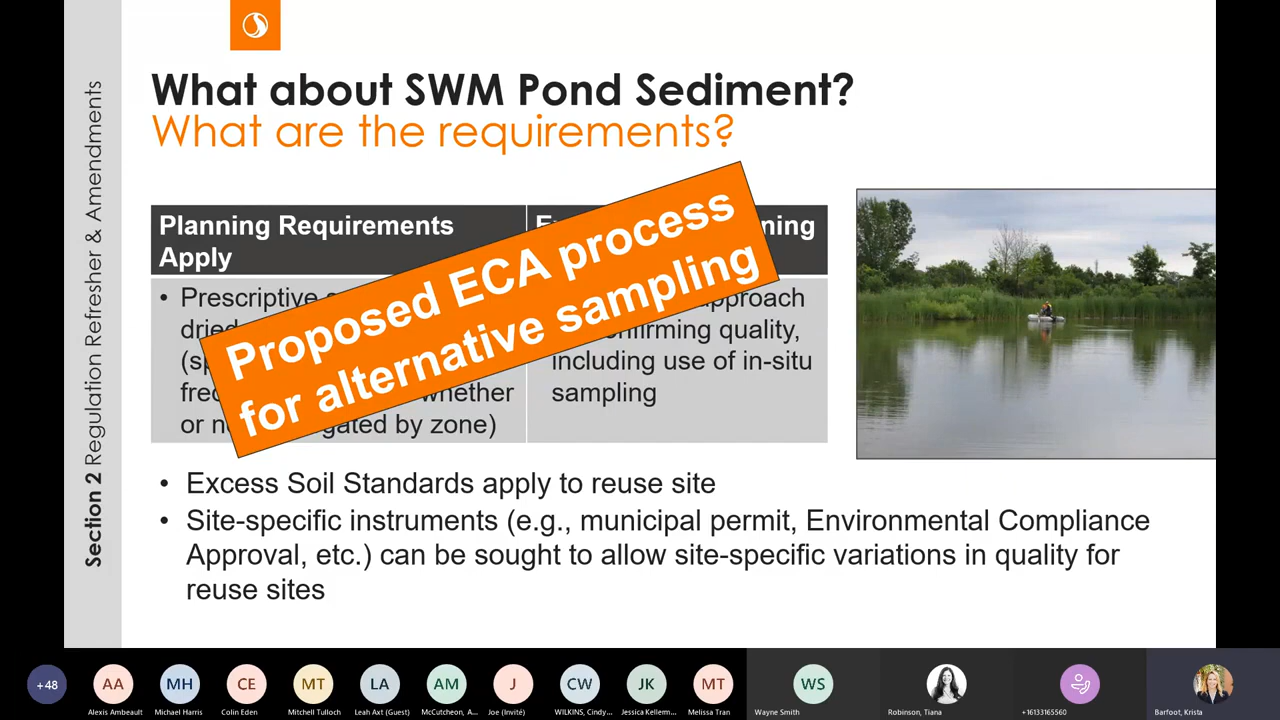 What about SWM Pond Sediment?
What are the requirements?
Section 2 Regulation Refresher & Amendments
Planning Requirements
Apply
• Prescriptive
or
gated by zone)
approach
quality,
including use of in-situ
sampling
Proposed ECA process
for alternative sampling
• Excess Soil Standards apply to reuse site
• Site-specific instruments (e.g., municipal permit, Environmental Compliance
Approval, etc.) can be sought to allow site-specific variations in quality for
reuse sites
+48
AA
MH
CE
MT
LA
AM
J
CW
JK
MT
WS
Alexis Ambeault
Michael Harris
Colin Eden
Mitchell Tulloch
Leah Axt (Guest)
McCutcheon, A...
Joe (Invité)
WILKINS, Cindy...
Jessica Kellem...
Melissa Tran
Wayne Smith
Robinson, Tiana
+16133165560
Barfoot, Krista